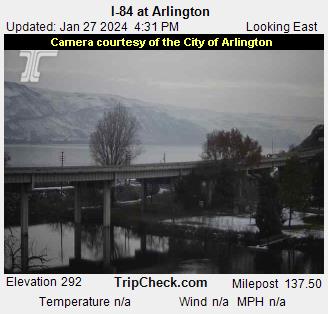 I-84 at Arlington
Updated: Jan 27 2024 4:31 PM Looking East
Camera courtesy of the City of Arlington
Elevation 292 TripCheck.com Milepost 137.50
Temperature n/a Wind n/a MPH n/a